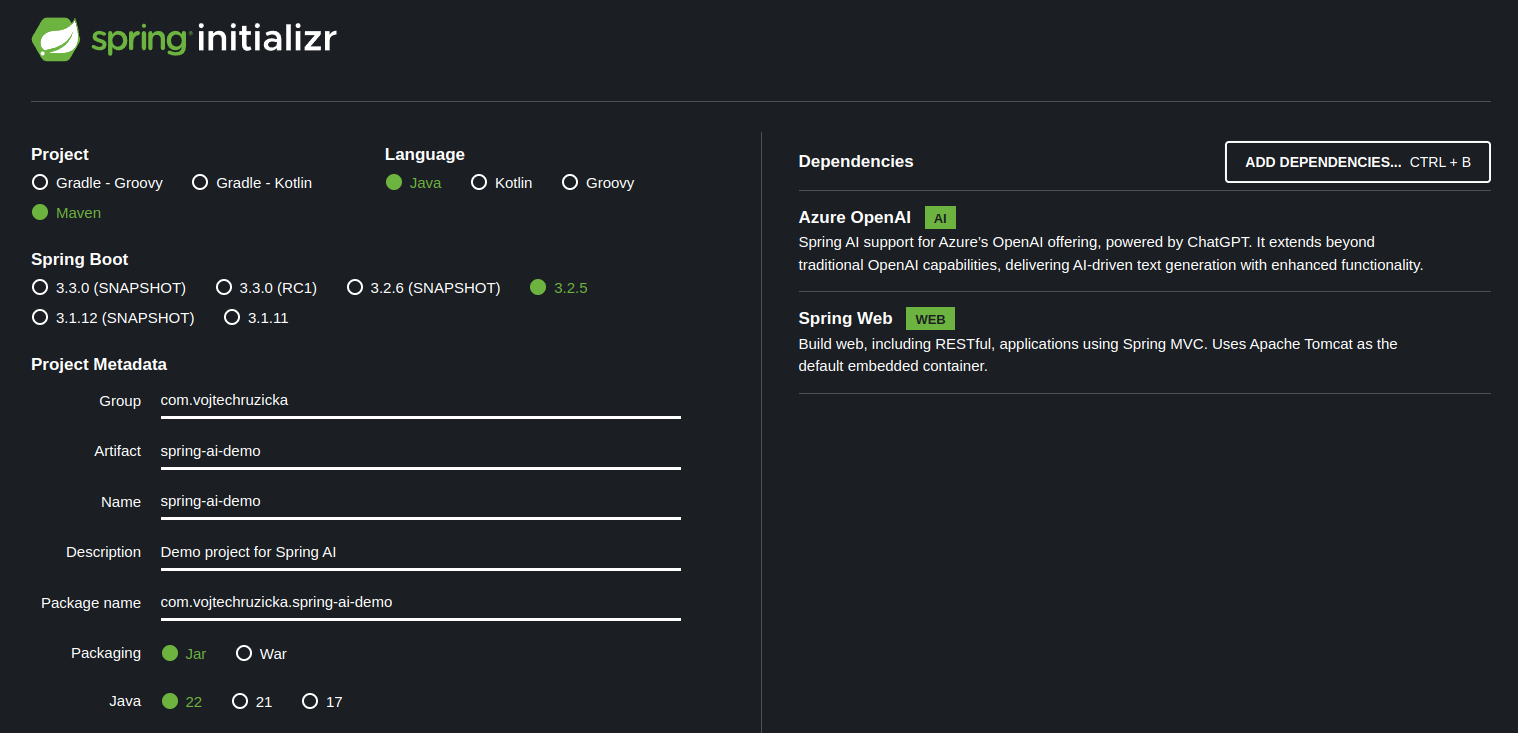 spring initializr
Project
Gradle - Groovy Gradle - Kotlin
Maven
Language
Java Kotlin Groovy
Spring Boot
3.3.0 (SNAPSHOT) 3.3.0 (RC1) 3.2.6 (SNAPSHOT) 3.2.5
3.1.12 (SNAPSHOT) 3.1.11
Project Metadata
Group com.vojtechruzicka
Artifact spring-ai-demo
Name spring-ai-demo
Description Demo project for Spring AI
Package name com.vojtechruzicka.spring-ai-demo
Packaging Jar War
Java 22 21 17
Dependencies ADD DEPENDENCIES... CTRL + B
Azure OpenAI AI
Spring AI support for Azure's OpenAI offering, powered by ChatGPT. It extends beyond
traditional OpenAI capabilities, delivering AI-driven text generation with enhanced functionality.
Spring Web WEB
Build web, including RESTful, applications using Spring MVC. Uses Apache Tomcat as the
default embedded container.